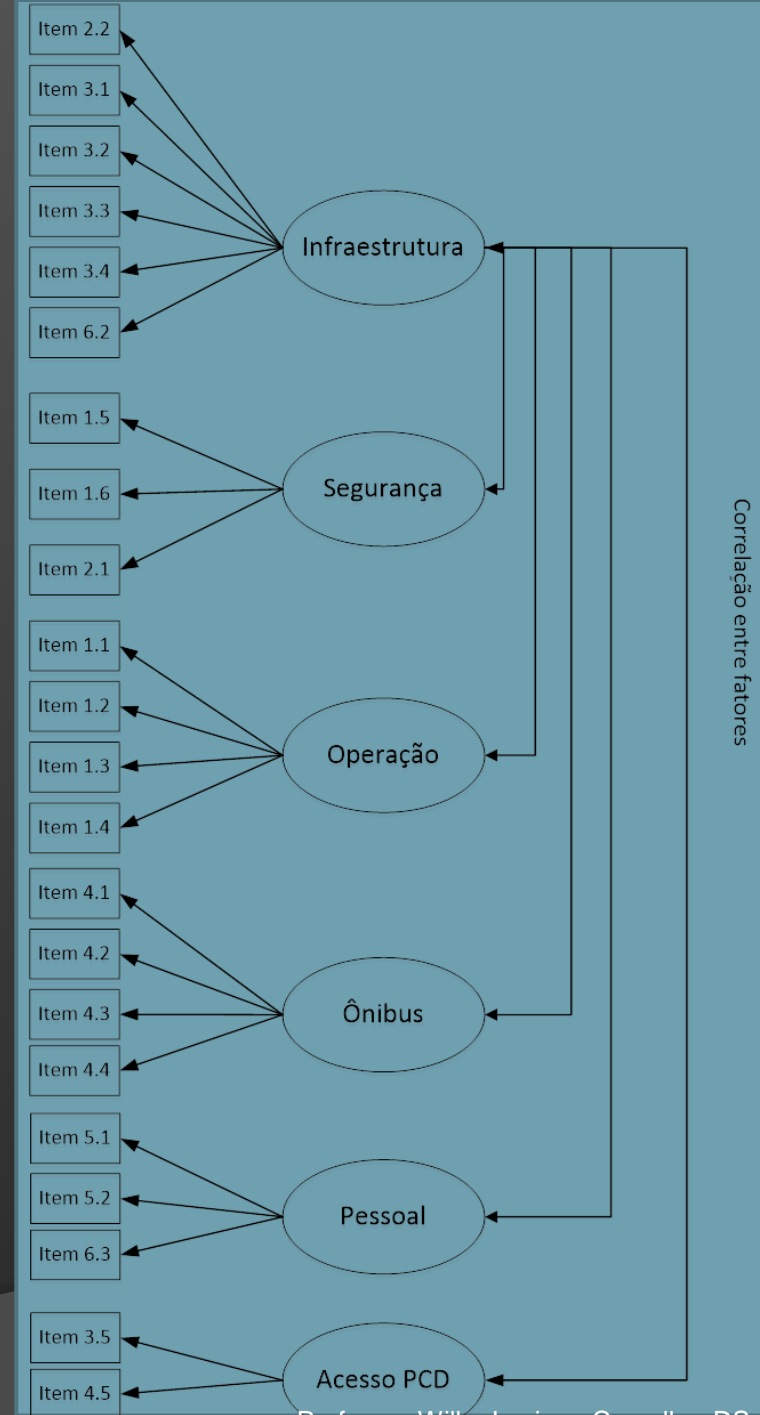 Item 2.2
Item 3.1
Item 3.2
Item 3.3
Item 3.4
Item 6.2
Infraestrutura
Item 1.5
Item 1.6
Item 2.1
Segurança
Item 1.1
Item 1.2
Item 1.3
Item 1.4
Operação
Item 4.1
Item 4.2
Item 4.3
Item 4.4
Ônibus
Item 5.1
Item 5.2
Item 6.3
Pessoal
Item 3.5
Item 4.5
Acesso PCD
Correlação entre fatores